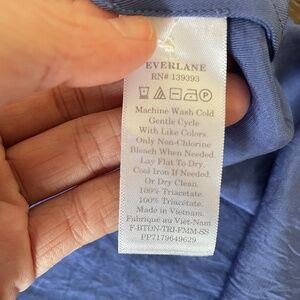 EVERLANE
RN# 139393
Machine Wash Cold
Gentle Cycle
With Like Colors.
Only Non-Chlorine
Bleach When Needed.
Lay Flat To Dry.
Cool Iron If Needed.
Or Dry Clean.
100% Triacetate.
100% Triacétate.
Made in Vietnam.
Fabriqué au Viêt-Nam
F-BTDN-TRI-FMM-SS
PP7179649629